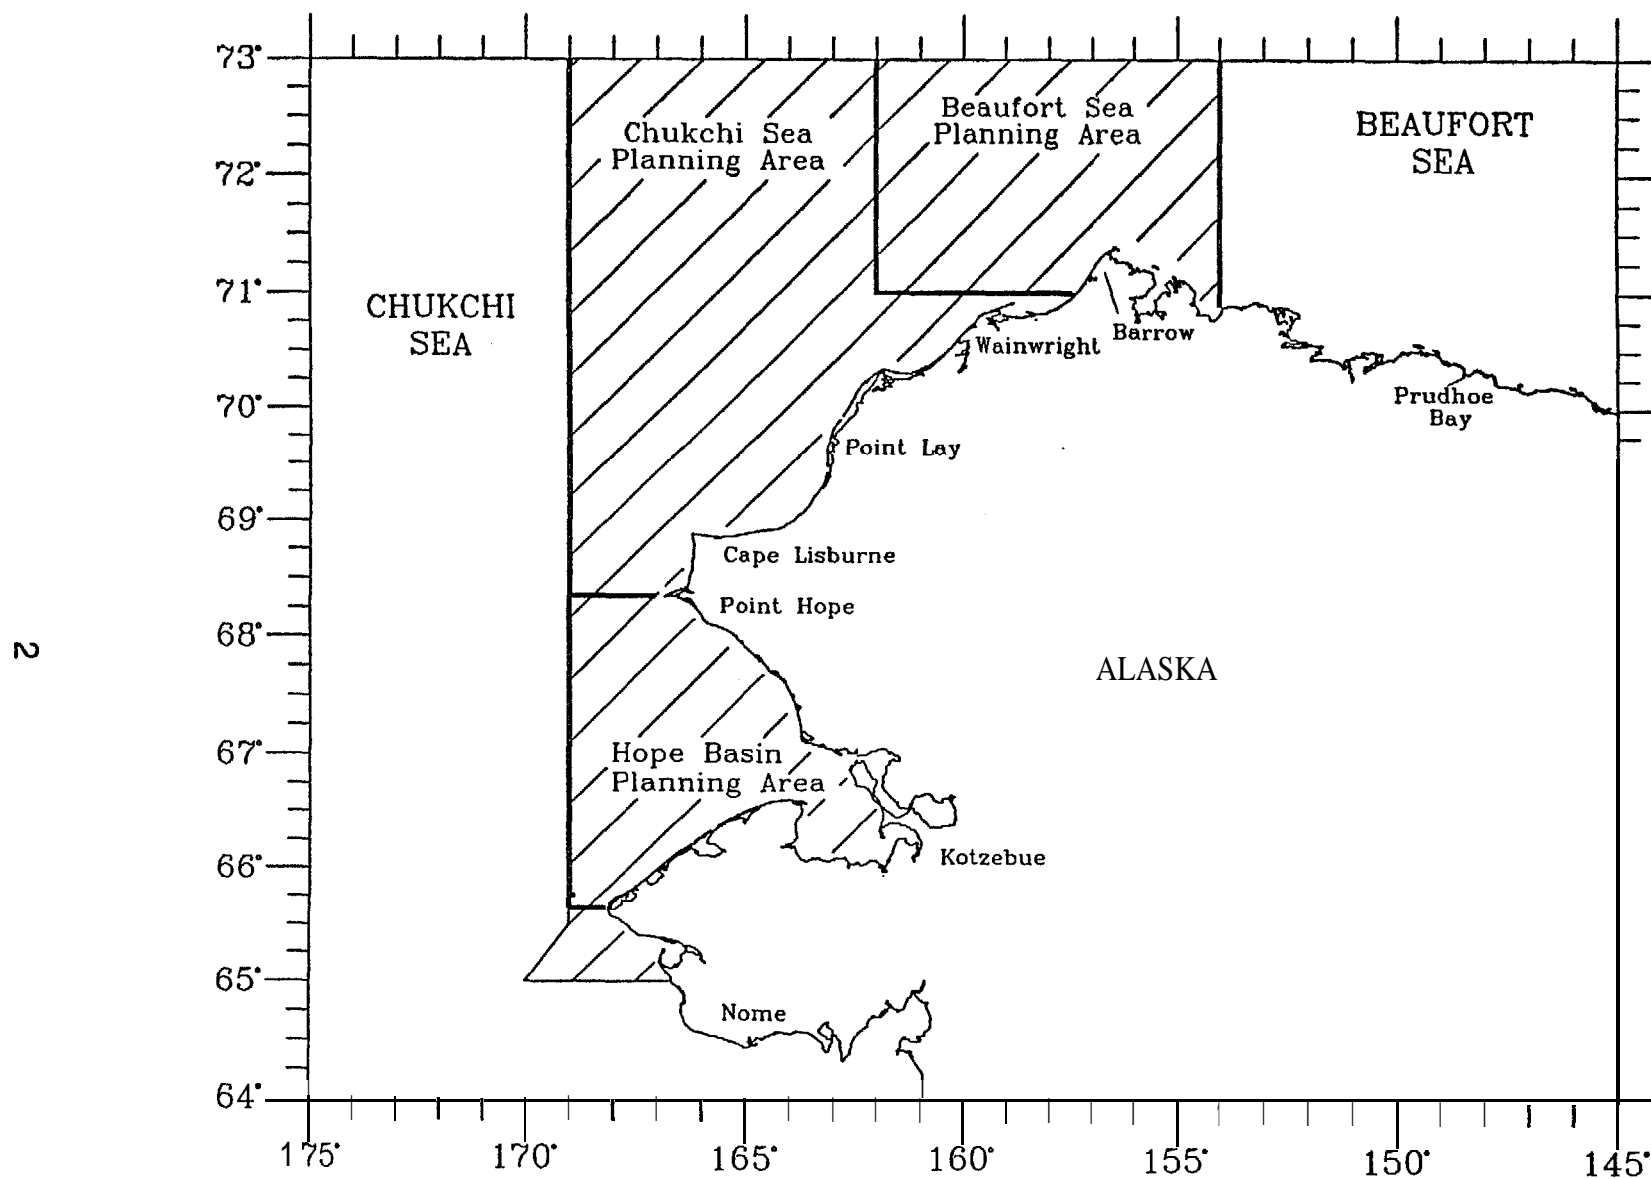 73°
72°
71°
70°
69°
68°
67°
66°
65°
64°
175°
170°
165°
160°
155°
150°
145°
Chukchi Sea
Planning Area
Beaufort Sea
Planning Area
BEAUFORT
SEA
CHUKCHI
SEA
Barrow
Wainwright
Prudhoe
Bay
Point Lay
Cape Lisburne
Point Hope
ALASKA
Hope Basin
Planning Area
Kotzebue
Nome
2